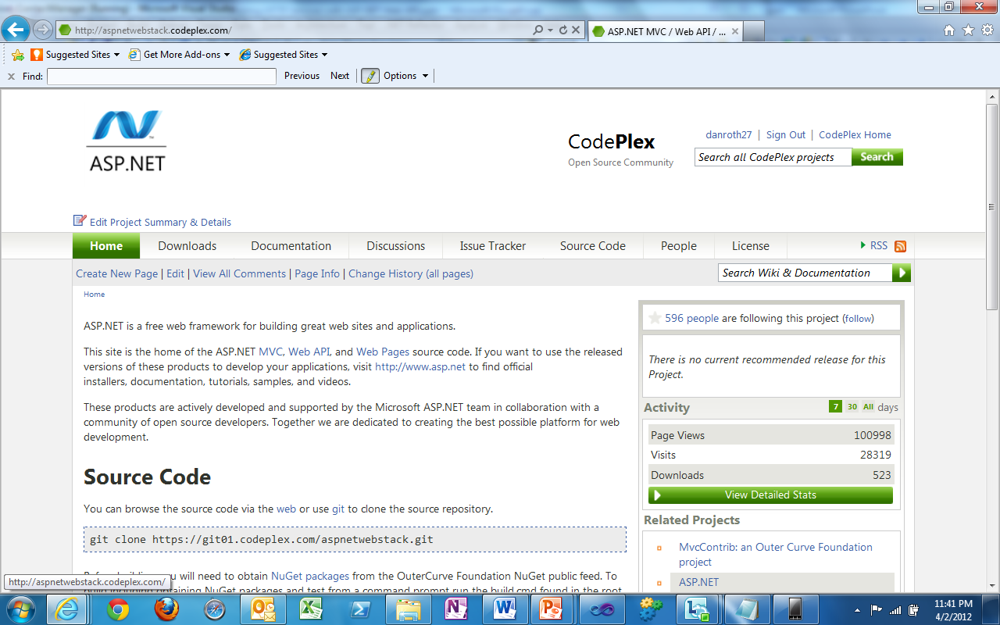 http://aspnetwebstack.codeplex.com/
ASP.NET MVC / Web API / ...
Suggested Sites
Get More Add-ons
Suggested Sites
Find:
Previous
Next
Options
ASP.NET
CodePlex
Open Source Community
danroth27 | Sign Out | CodePlex Home
Search all CodePlex projects
Search
Edit Project Summary & Details
Home
Downloads
Documentation
Discussions
Issue Tracker
Source Code
People
License
RSS
Create New Page | Edit | View All Comments | Page Info | Change History (all pages)
Search Wiki & Documentation
Home
ASP.NET is a free web framework for building great web sites and applications.
This site is the home of the ASP.NET MVC, Web API, and Web Pages source code. If you want to use the released
versions of these products to develop your applications, visit http://www.asp.net to find official
installers, documentation, tutorials, samples, and videos.
These products are actively developed and supported by the Microsoft ASP.NET team in collaboration with a
community of open source developers. Together we are dedicated to creating the best possible platform for web
development.
Source Code
You can browse the source code via the web or use git to clone the source repository.
git clone https://git01.codeplex.com/aspnetwebstack.git
you will need to obtain NuGet packages from the OuterCurve Foundation NuGet public feed. To
NuGet packages and test from a command prompt run the build.cmd found in the root
596 people are following this project (follow)
There is no current recommended release for this
Project.
Activity
7
30
All
days
Page Views 100998
Visits 28319
Downloads 523
View Detailed Stats
Related Projects
MvcContrib: an Outer Curve Foundation
project
ASP.NET
http://aspnetwebstack.codeplex.com/
11:41 PM
4/2/2012